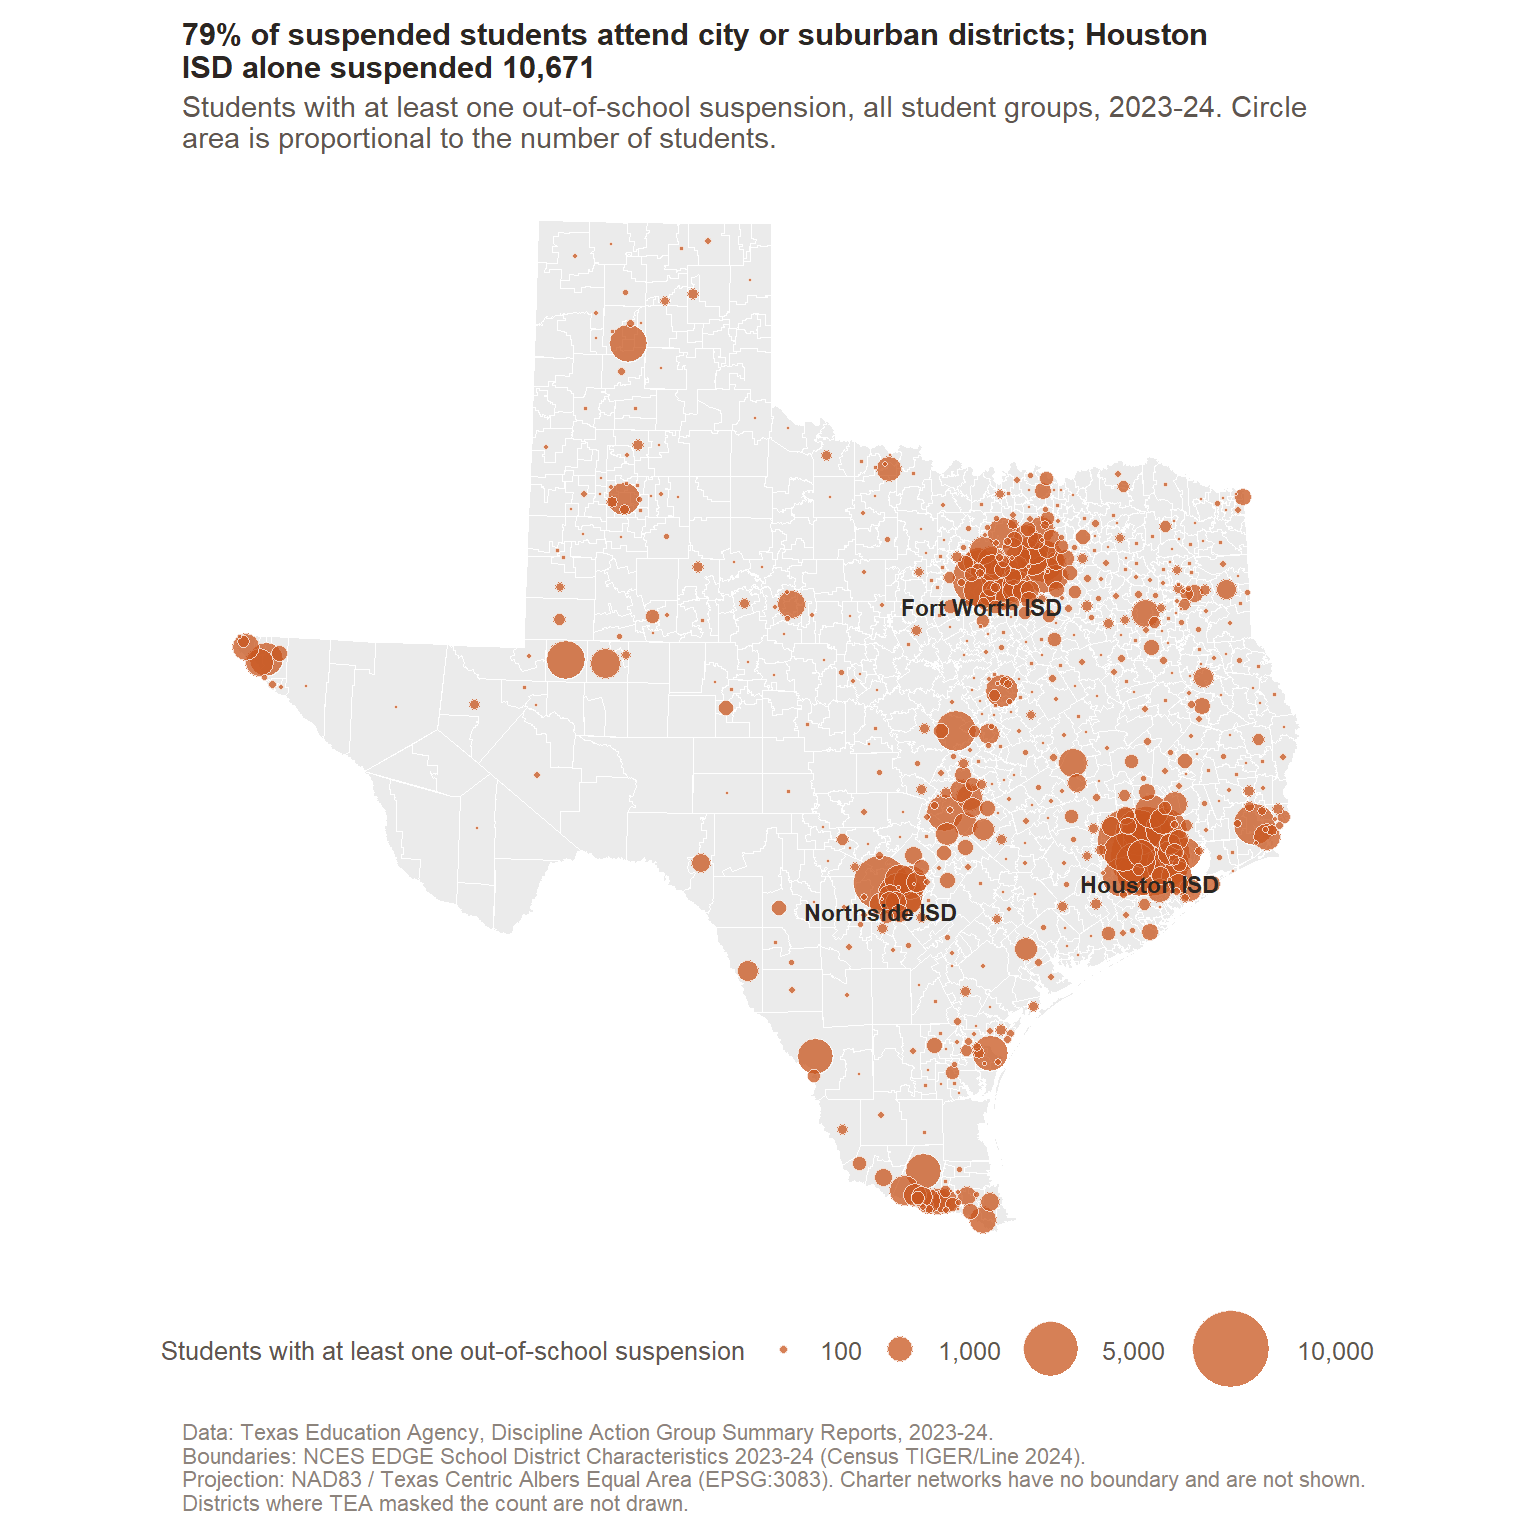 79% of suspended students attend city or suburban districts; Houston
ISD alone suspended 10,671
Students with at least one out-of-school suspension, all student groups, 2023-24. Circle
area is proportional to the number of students.
Fort Worth ISD
Houston ISD
Northside ISD
Students with at least one out-of-school suspension 100 1,000 5,000 10,000
Data: Texas Education Agency, Discipline Action Group Summary Reports, 2023-24.
Boundaries: NCES EDGE School District Characteristics 2023-24 (Census TIGER/Line 2024).
Projection: NAD83 / Texas Centric Albers Equal Area (EPSG:3083). Charter networks have no boundary and are not shown.
Districts where TEA masked the count are not drawn.